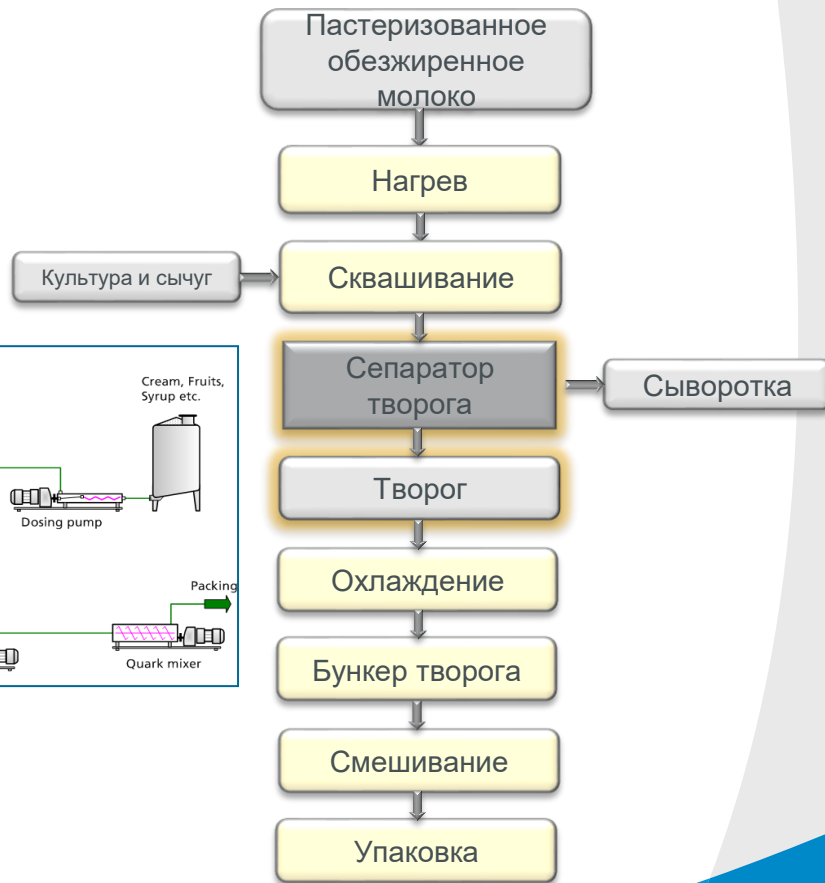 Пастеризованное
обезжиренное
молоко
Нагрев
Культура и сычуг
Сквашивание
Сепаратор
творога
Сыворотка
Творог
Охлаждение
Бункер творога
Смешивание
Упаковка
Cream, Fruits,
Syrup etc.
Dosing pump
Packing
Quark mixer